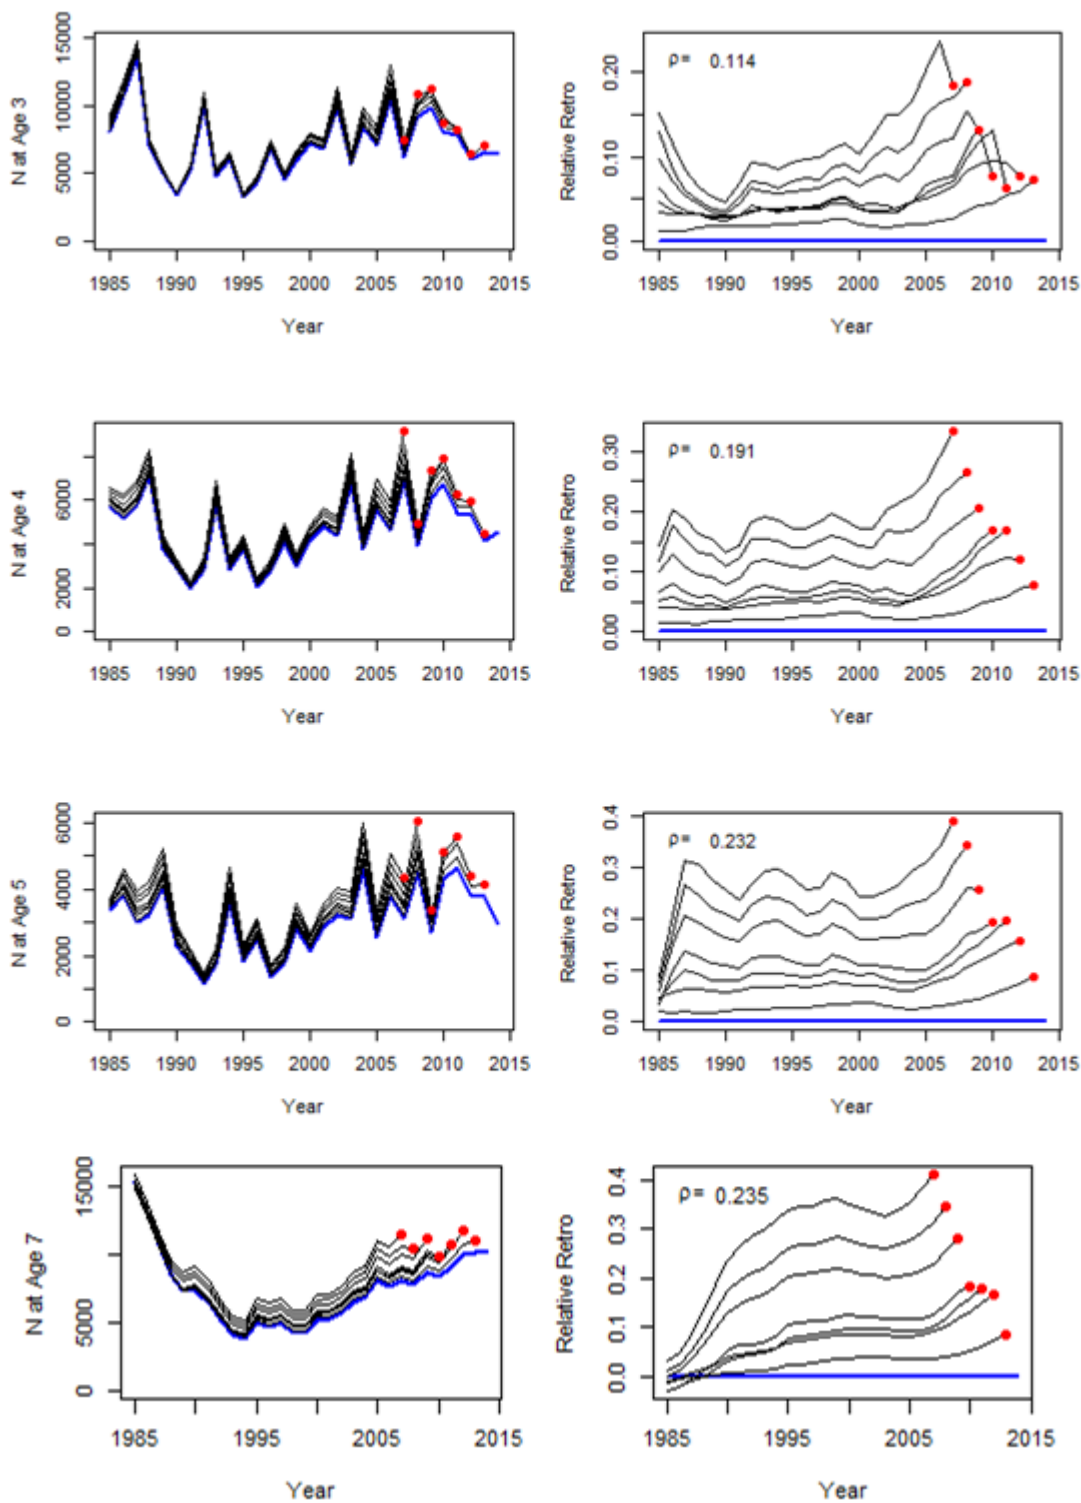 N at Age 3
15000
10000
5000
0
1985 1990 1995 2000 2005 2010 2015
Year
Relative Retro
0.20
0.10
0.00
ρ= 0.114
1985 1990 1995 2000 2005 2010 2015
Year
N at Age 4
6000
2000
0
1985 1990 1995 2000 2005 2010 2015
Year
Relative Retro
0.30
0.20
0.10
0.00
ρ= 0.191
1985 1990 1995 2000 2005 2010 2015
Year
N at Age 5
6000
4000
2000
0
1985 1990 1995 2000 2005 2010 2015
Year
Relative Retro
0.4
0.3
0.2
0.1
0.0
ρ= 0.232
1985 1990 1995 2000 2005 2010 2015
Year
N at Age 7
15000
5000
0
1985 1995 2005 2015
Year
Relative Retro
0.4
0.3
0.2
0.1
0.0
ρ= 0.235
1985 1995 2005 2015
Year